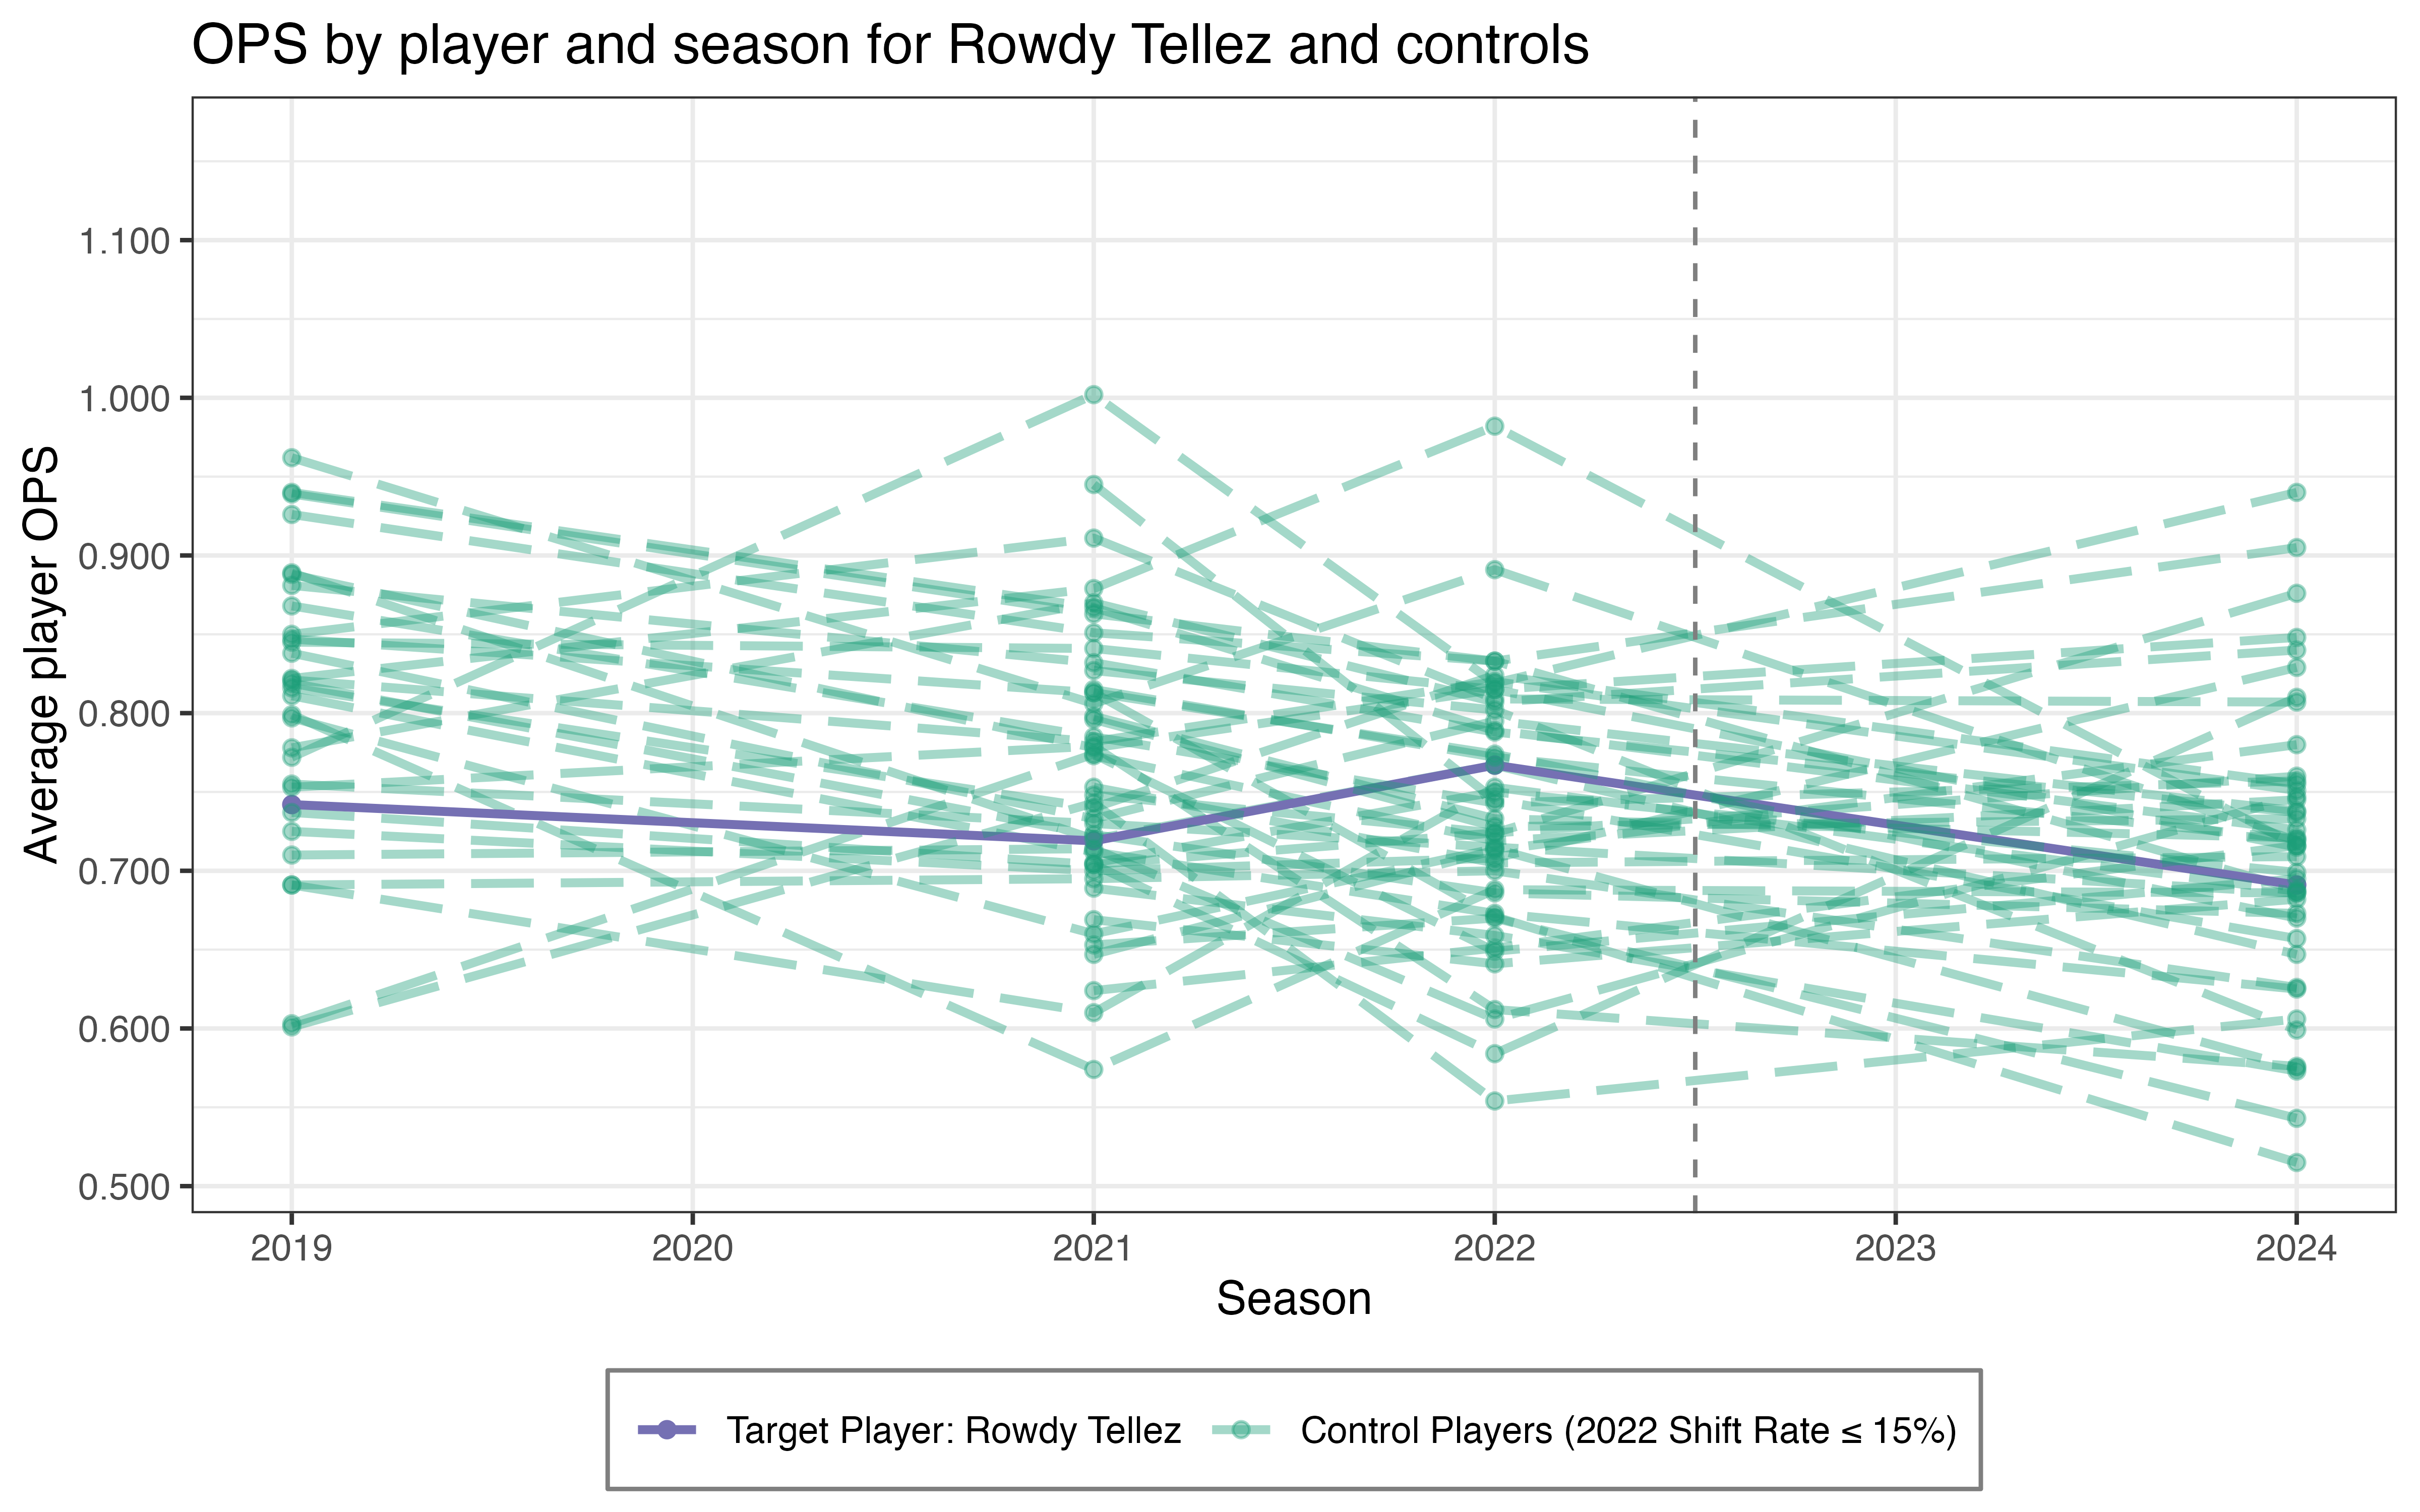 OPS by player and season for Rowdy Tellez and controls
Average player OPS
1.100
1.000
0.900
0.800
0.700
0.600
0.500
2019 2020 2021 2022 2023 2024
Season
Target Player: Rowdy Tellez Control Players (2022 Shift Rate ≤ 15%)